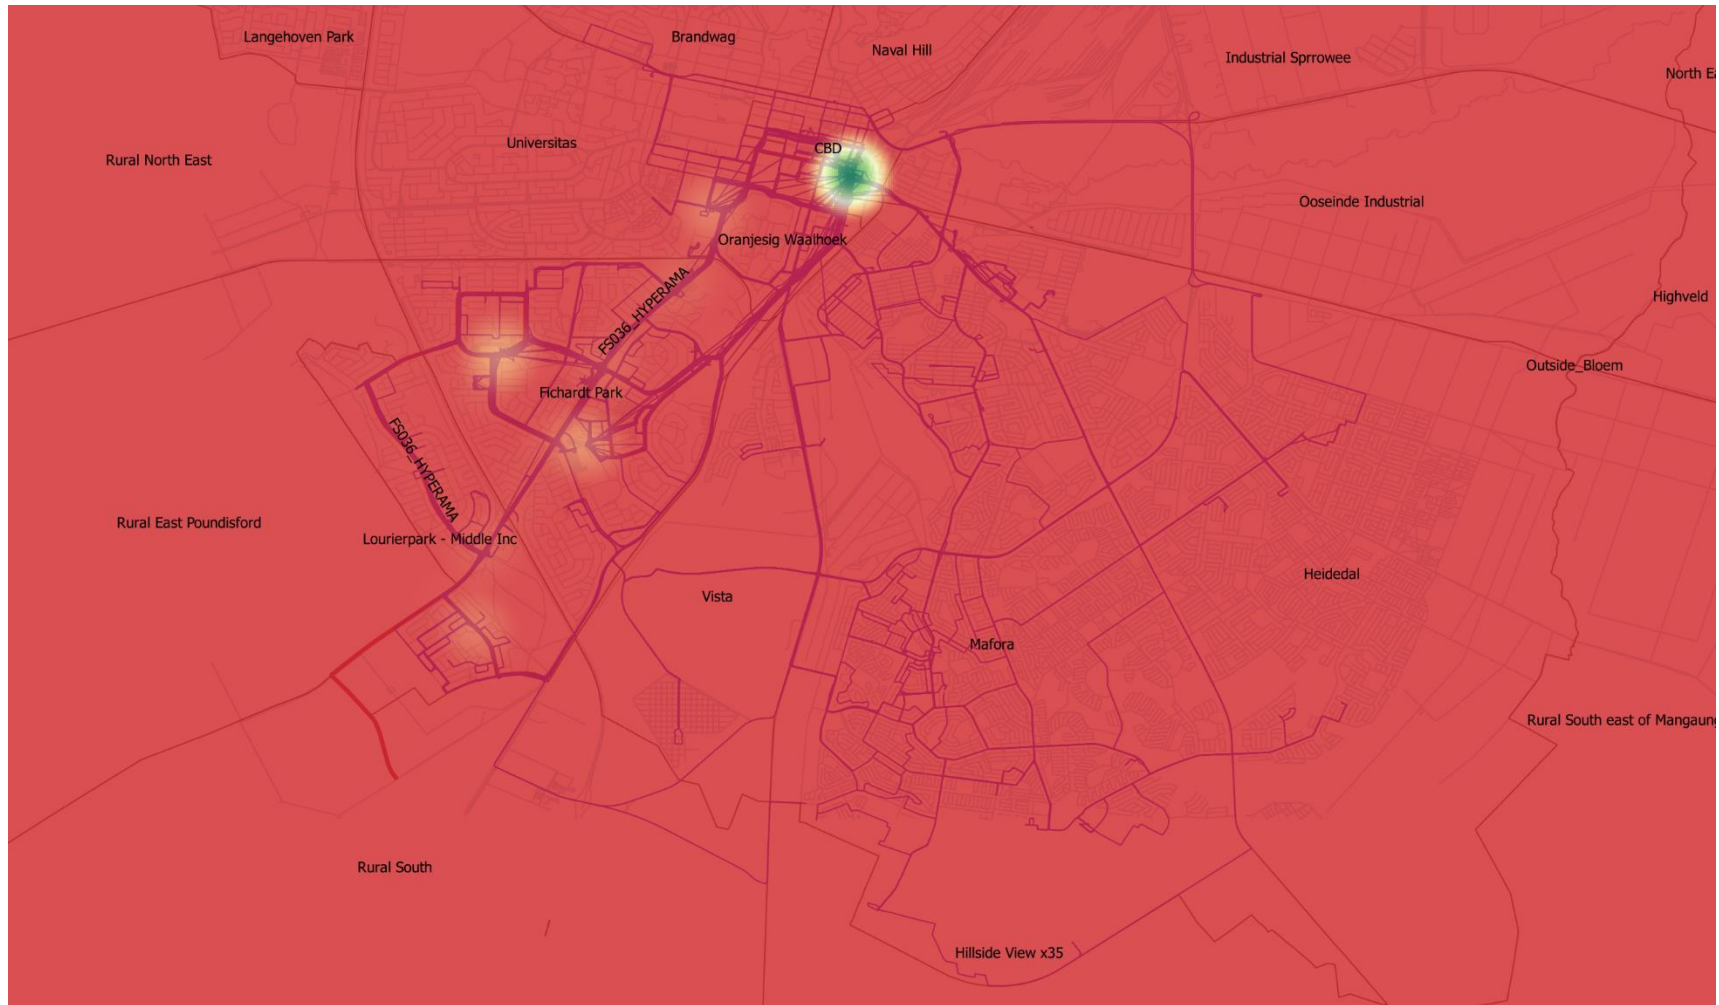 Langehoven Park
Brandwag
Naval Hill
Industrial Sprrowee
North Ea
Rural North East
Universitas
CBD
Ooseinde Industrial
Oranjesig Waaihoek
FS036_HYPERAMA
Highveld
Outside_Bloem
Fichardt Park
FS036_HYPERAMA
Rural East Poundisford
Lourierpark - Middle Inc
Heidedal
Vista
Mafora
Rural South east of Mangaung
Rural South
Hillside View x35